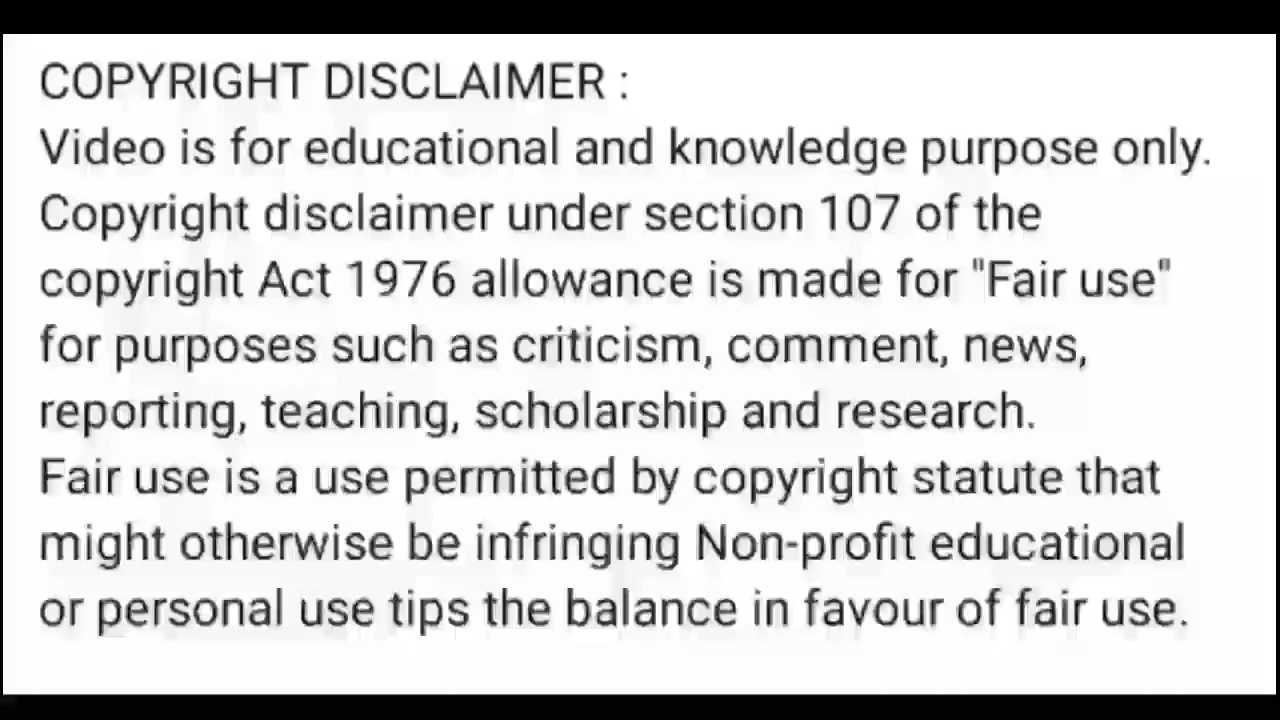 COPYRIGHT DISCLAIMER :
Video is for educational and knowledge purpose only.
Copyright disclaimer under section 107 of the
copyright Act 1976 allowance is made for "Fair use"
for purposes such as criticism, comment, news,
reporting, teaching, scholarship and research.
Fair use is a use permitted by copyright statute that
might otherwise be infringing Non-profit educational
or personal use tips the balance in favour of fair use.